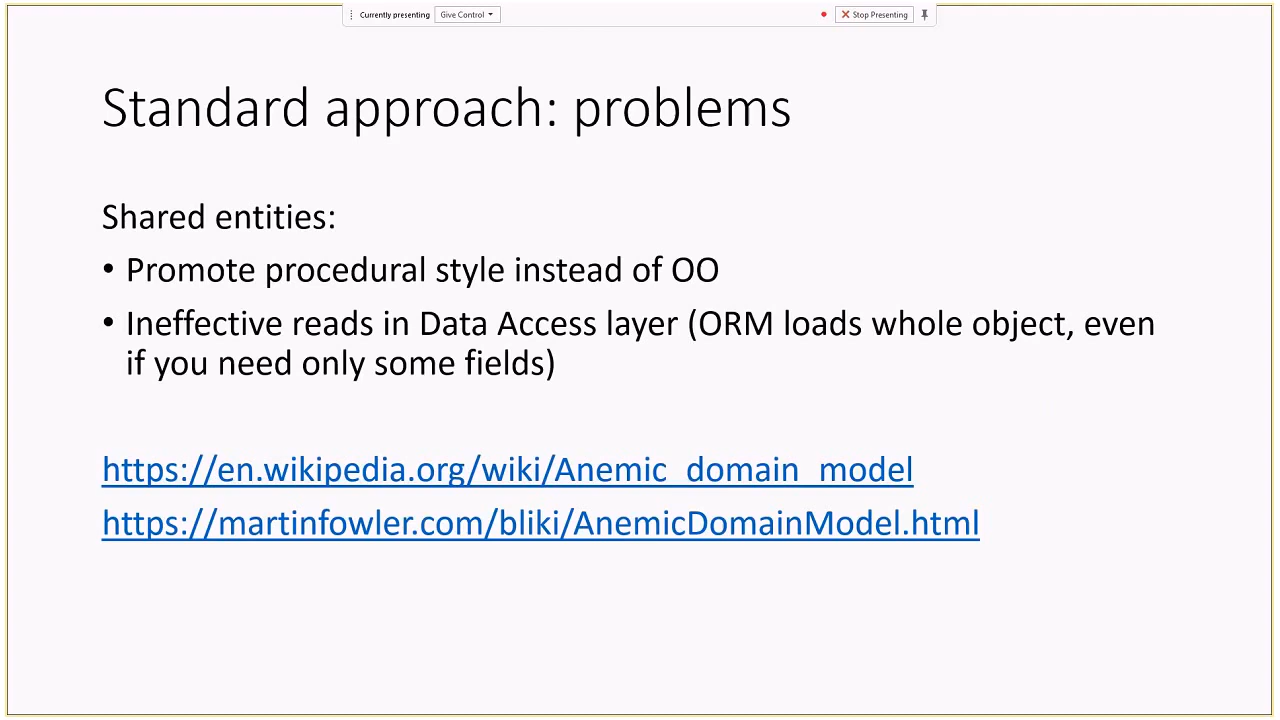 Currently presenting Give Control Stop Presenting
Standard approach: problems
Shared entities:
• Promote procedural style instead of OO
• Ineffective reads in Data Access layer (ORM loads whole object, even
if you need only some fields)
https://en.wikipedia.org/wiki/Anemic_domain_model
https://martinfowler.com/bliki/AnemicDomainModel.html